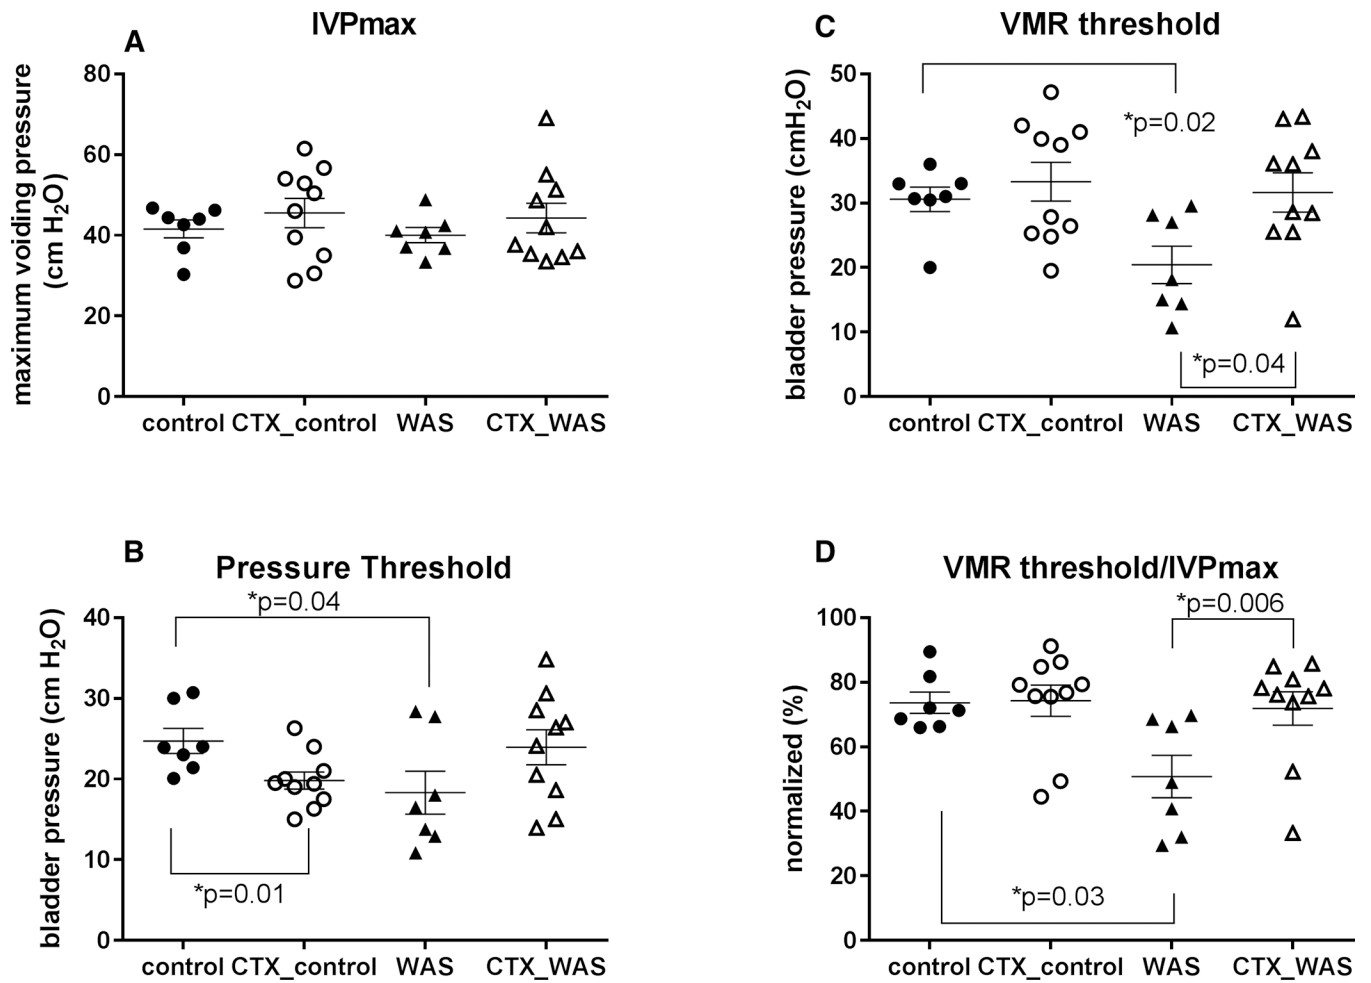 A
IVPmax
maximum voiding pressure
(cm H₂O)
80
60
40
20
0
control CTX_control WAS CTX_WAS
C
VMR threshold
bladder pressure (cmH₂O)
50
40
30
20
10
0
*p=0.02
*p=0.04
control CTX_control WAS CTX_WAS
B
Pressure Threshold
bladder pressure (cm H₂O)
40
30
20
10
0
*p=0.04
*p=0.01
control CTX_control WAS CTX_WAS
D
VMR threshold/IVPmax
normalized (%)
100
80
60
40
20
0
*p=0.006
*p=0.03
control CTX_control WAS CTX_WAS